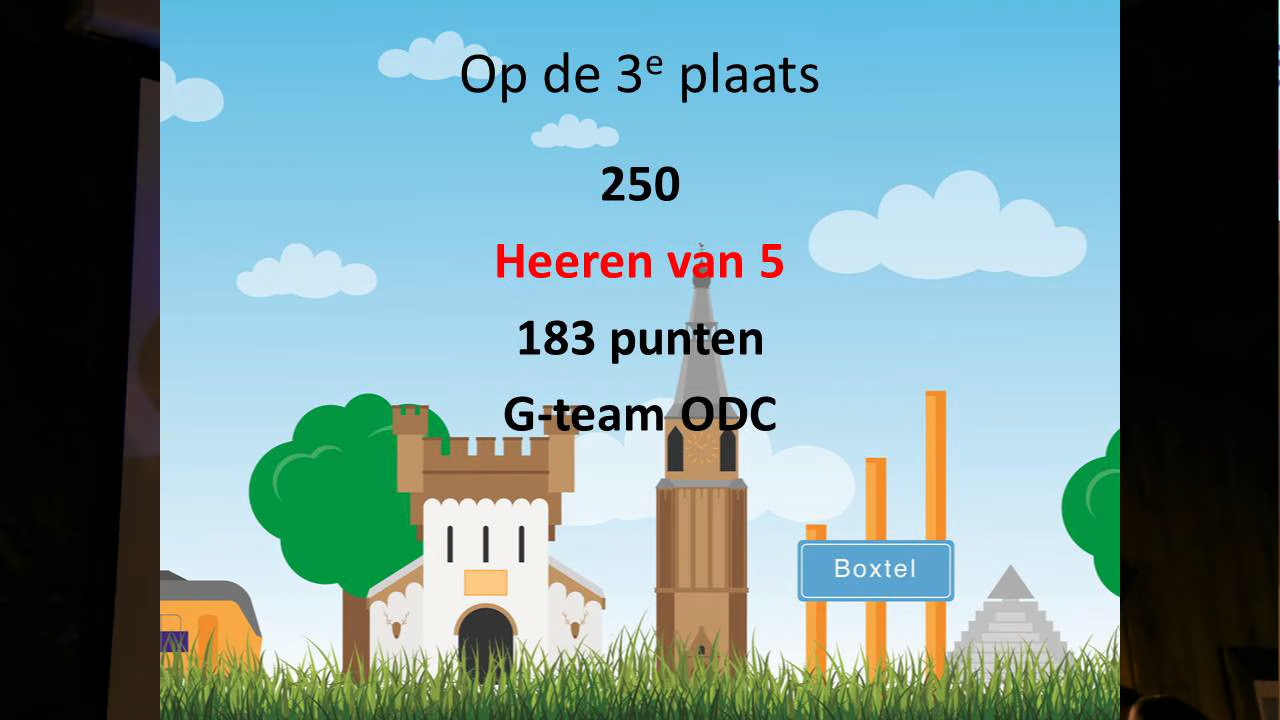 Op de 3e plaats
250
Heeren van 5
183 punten
G-team ODC
Boxtel